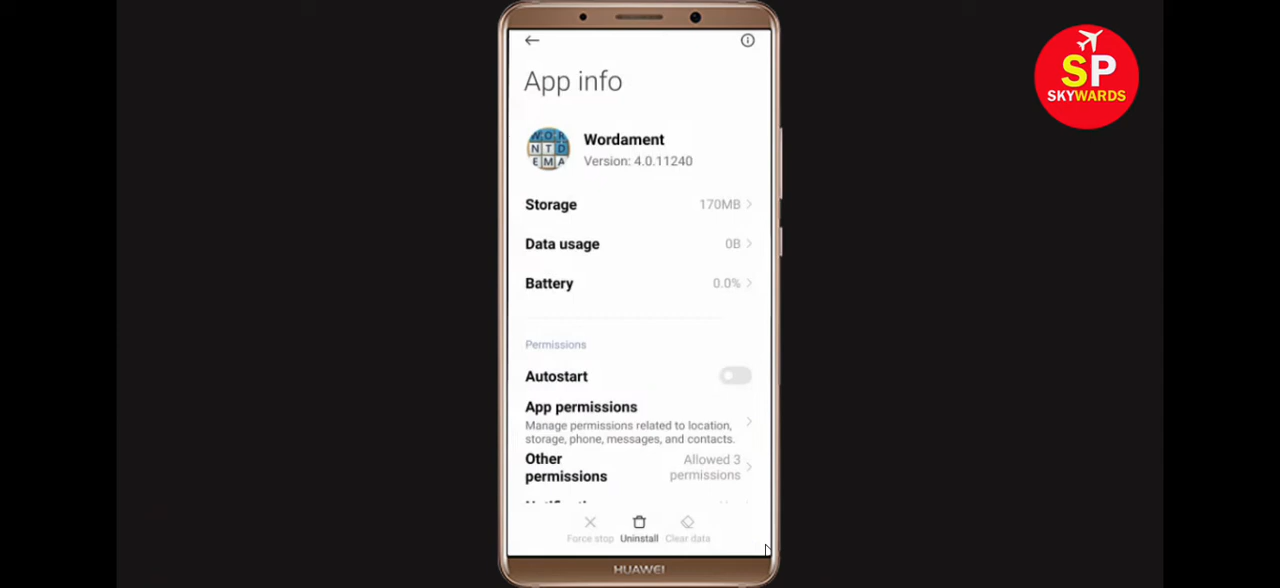 SP
SKYWARDS
App info
Wordament
Version: 4.0.11240
Storage 170MB
Data usage 0B
Battery 0.0%
Permissions
Autostart
App permissions
Manage permissions related to location,
storage, phone, messages, and contacts.
Other Allowed 3
permissions permissions
Force stop Uninstall Clear data
HUAWEI